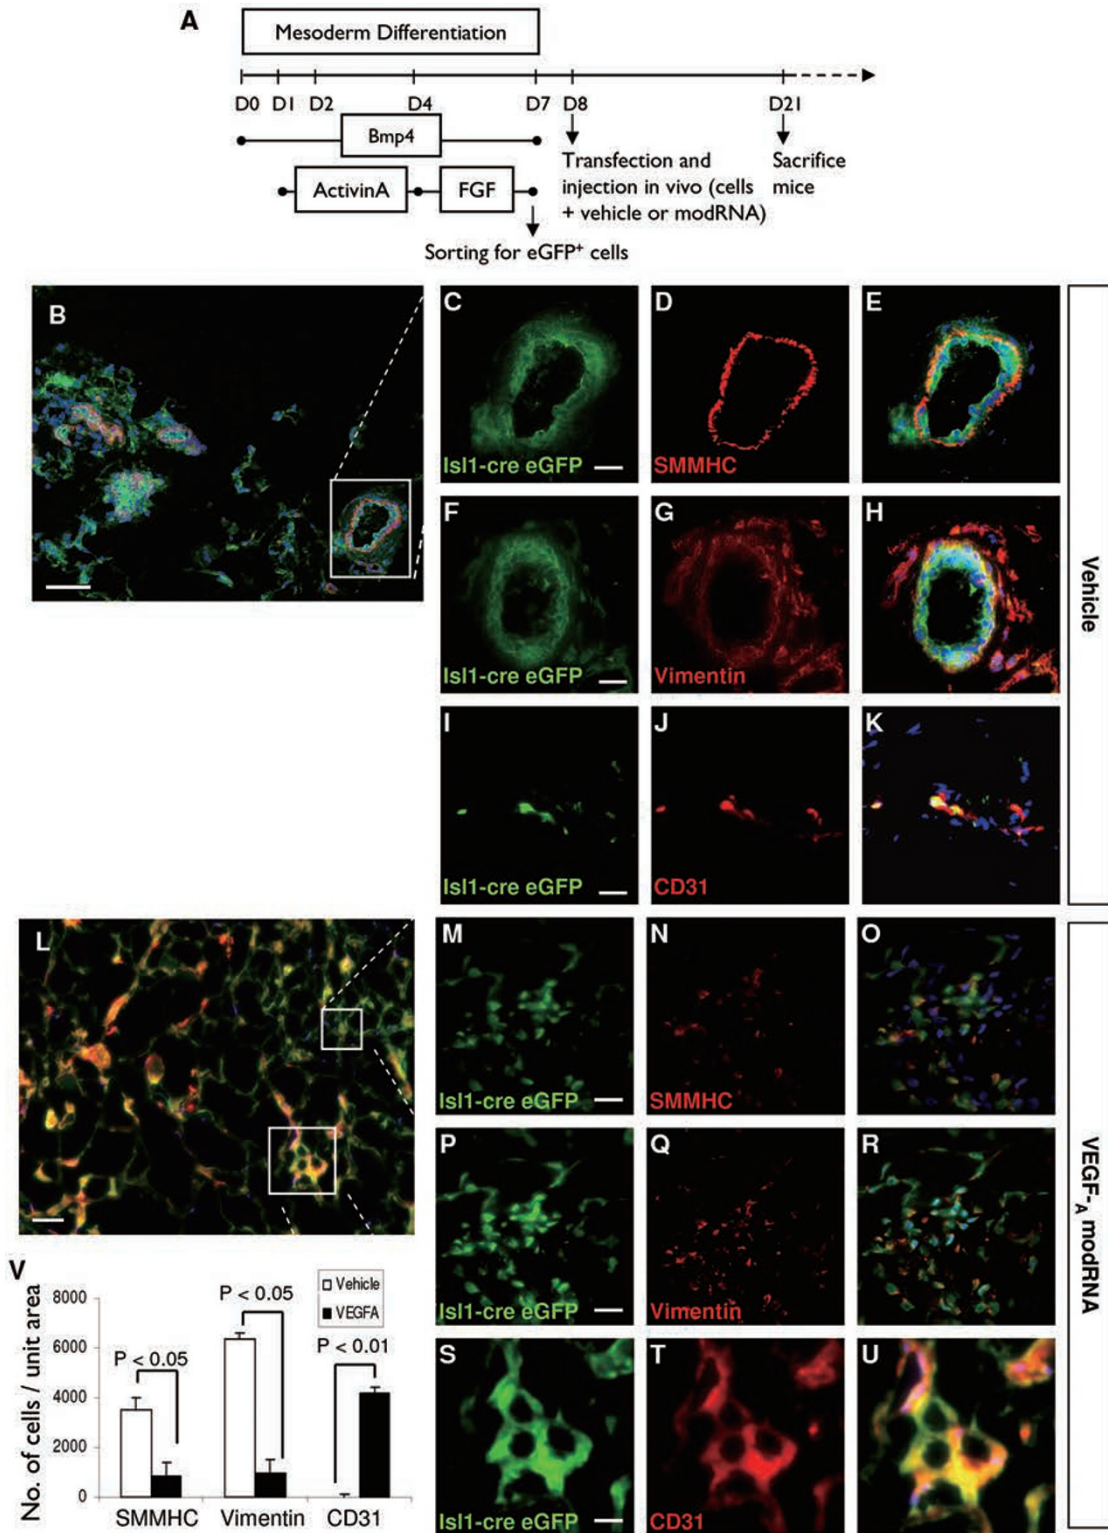 A
Mesoderm Differentiation
D0 D1 D2 D4 D7 D8 D21
Bmp4
ActivinA FGF
Transfection and
injection in vivo (cells
+ vehicle or modRNA)
Sacrifice
mice
Sorting for eGFP+ cells
B
C
Isl1-cre eGFP
D
SMMHC
E
F
Isl1-cre eGFP
G
Vimentin
H
I
Isl1-cre eGFP
J
CD31
K
Vehicle
L
M
Isl1-cre eGFP
N
SMMHC
O
P
Isl1-cre eGFP
Q
Vimentin
R
S
Isl1-cre eGFP
T
CD31
U
VEGF-A modRNA
V
No. of cells / unit area
8000
6000
4000
2000
0
Vehicle
VEGFA
P < 0.05
P < 0.05
P < 0.01
SMMHC Vimentin CD31